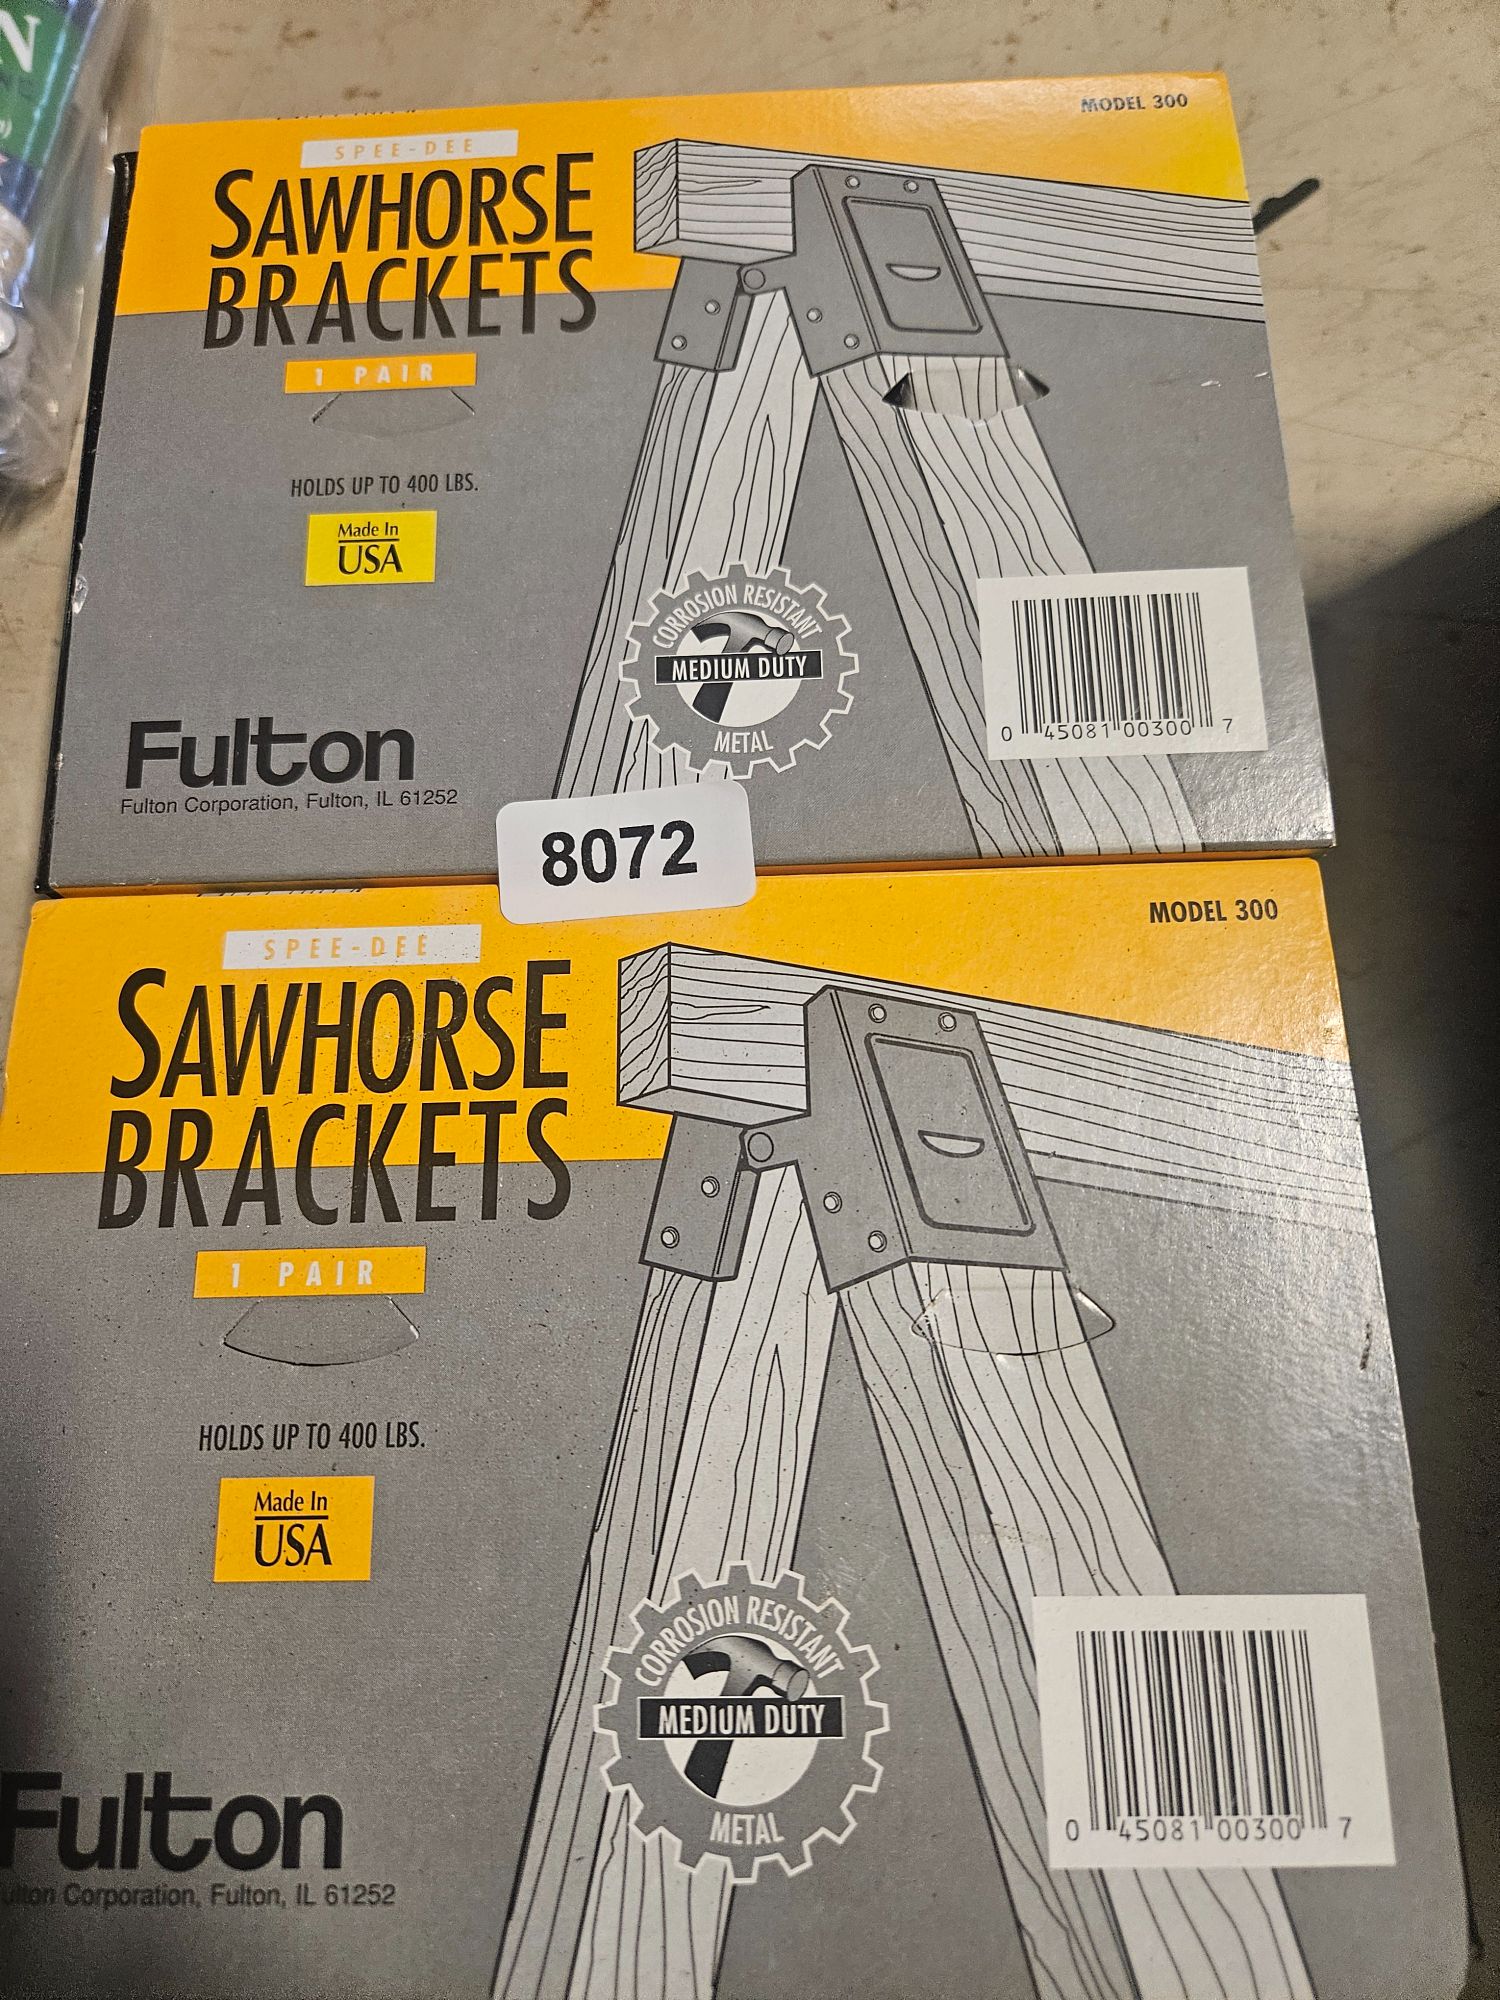 N
MODEL 300
SPEE-DEE
SAWHORSE
BRACKETS
1 PAIR
HOLDS UP TO 400 LBS.
Made In
USA
CORROSION RESISTANT
MEDIUM DUTY
METAL
0 45081 00300 7
Fulton
Fulton Corporation, Fulton, IL 61252
8072
MODEL 300
SPEE-DEE
SAWHORSE
BRACKETS
1 PAIR
HOLDS UP TO 400 LBS.
Made In
USA
CORROSION RESISTANT
MEDIUM DUTY
METAL
0 45081 00300 7
Fulton
Corporation, Fulton, IL 61252